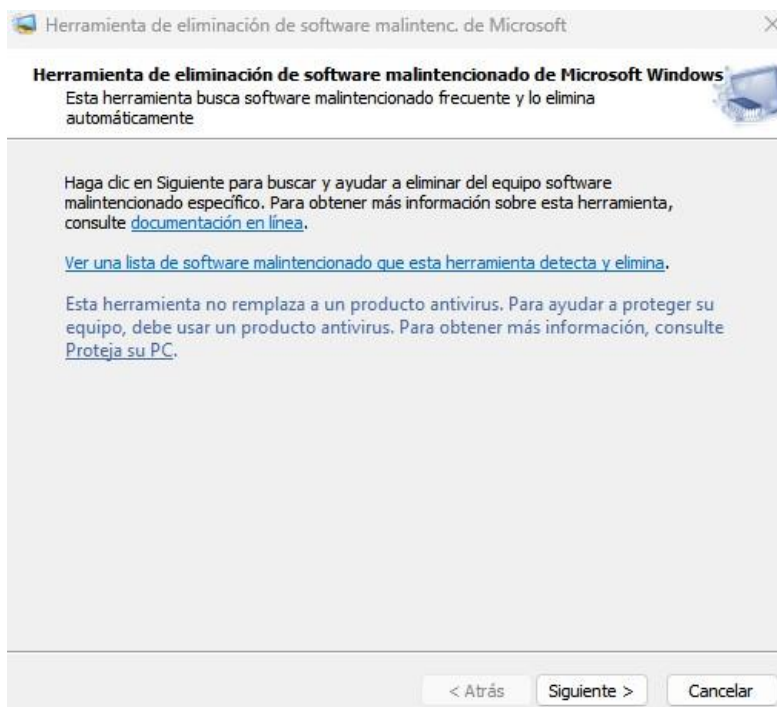 Herramienta de eliminación de software malintenc. de Microsoft
Herramienta de eliminación de software malintencionado de Microsoft Windows
Esta herramienta busca software malintencionado frecuente y lo elimina
automáticamente
Haga clic en Siguiente para buscar y ayudar a eliminar del equipo software
malintencionado específico. Para obtener más información sobre esta herramienta,
consulte documentación en línea.
Ver una lista de software malintencionado que esta herramienta detecta y elimina.
Esta herramienta no remplaza a un producto antivirus. Para ayudar a proteger su
equipo, debe usar un producto antivirus. Para obtener más información, consulte
Proteja su PC.
< Atrás Siguiente > Cancelar